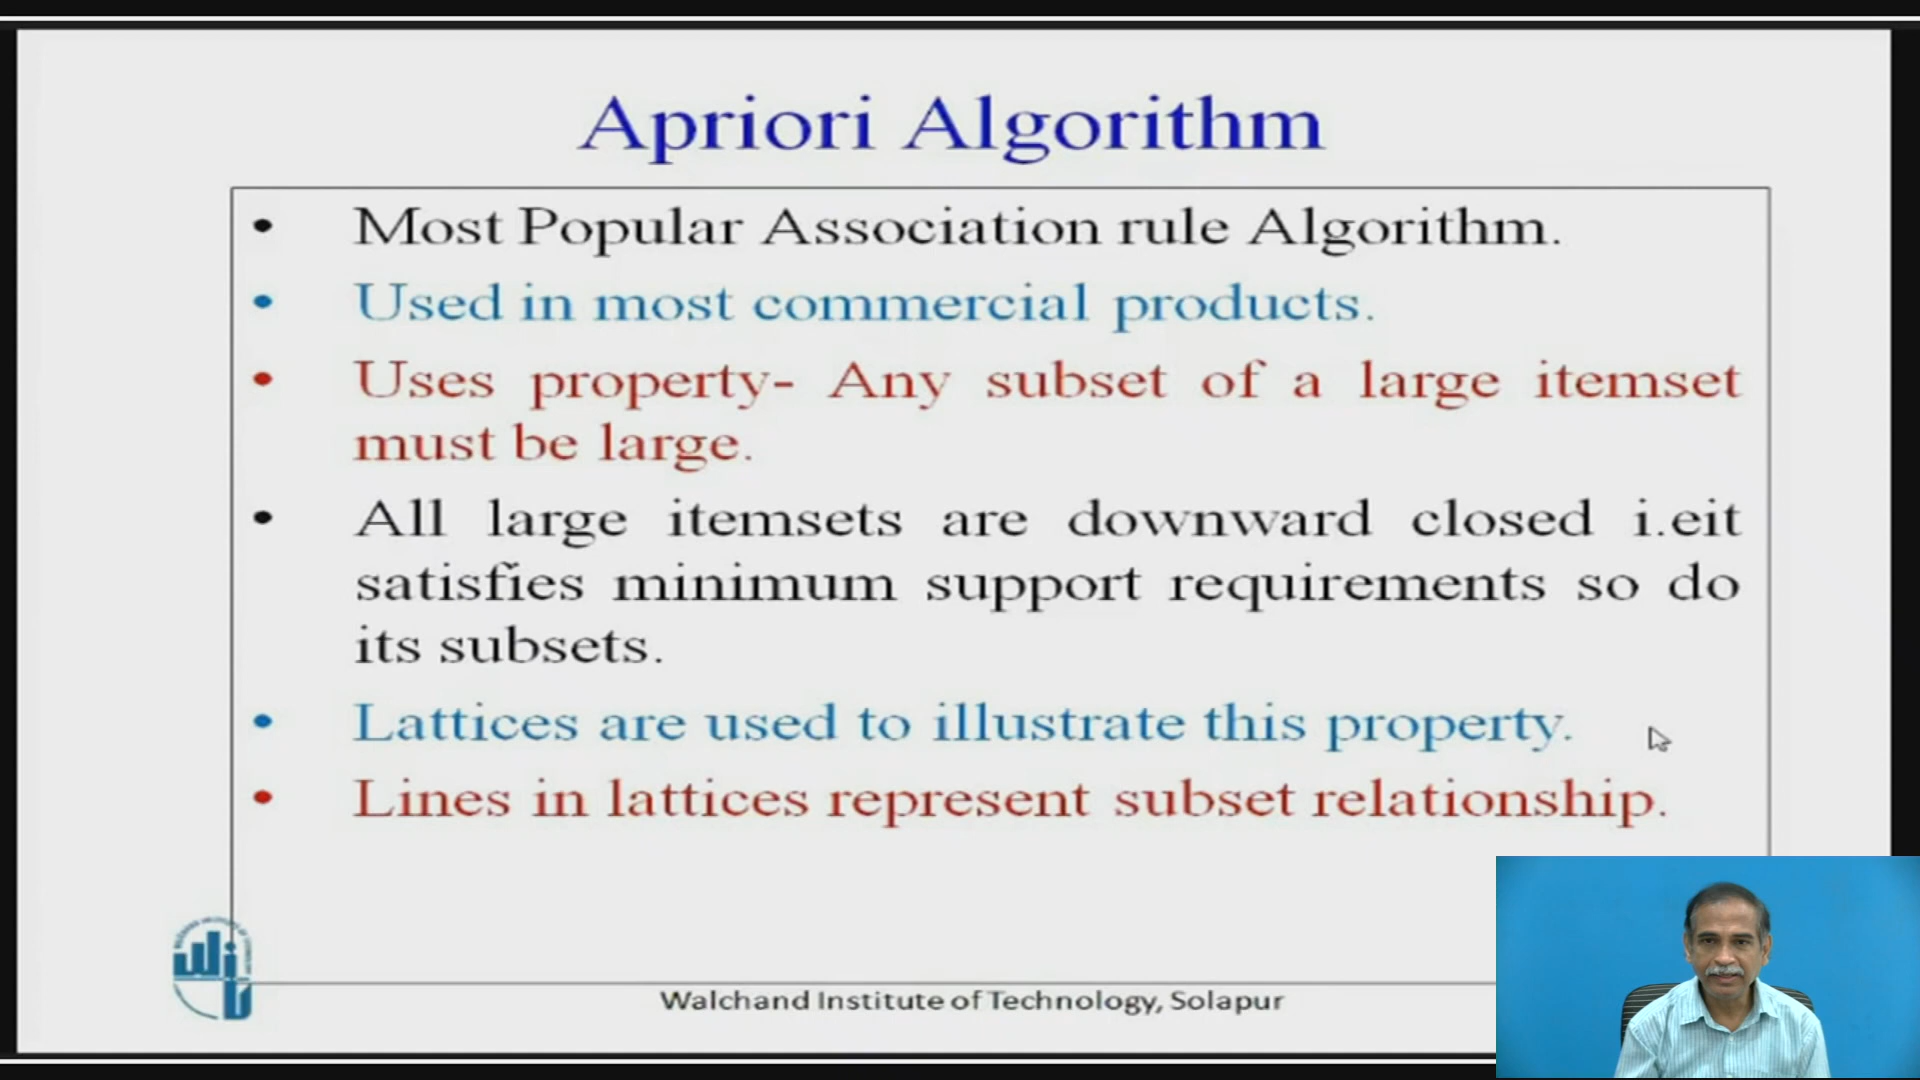 Apriori Algorithm
• Most Popular Association rule Algorithm.
• Used in most commercial products.
• Uses property- Any subset of a large itemset
must be large.
• All large itemsets are downward closed i.eit
satisfies minimum support requirements so do
its subsets.
• Lattices are used to illustrate this property.
• Lines in lattices represent subset relationship.
Walchand Institute of Technology, Solapur